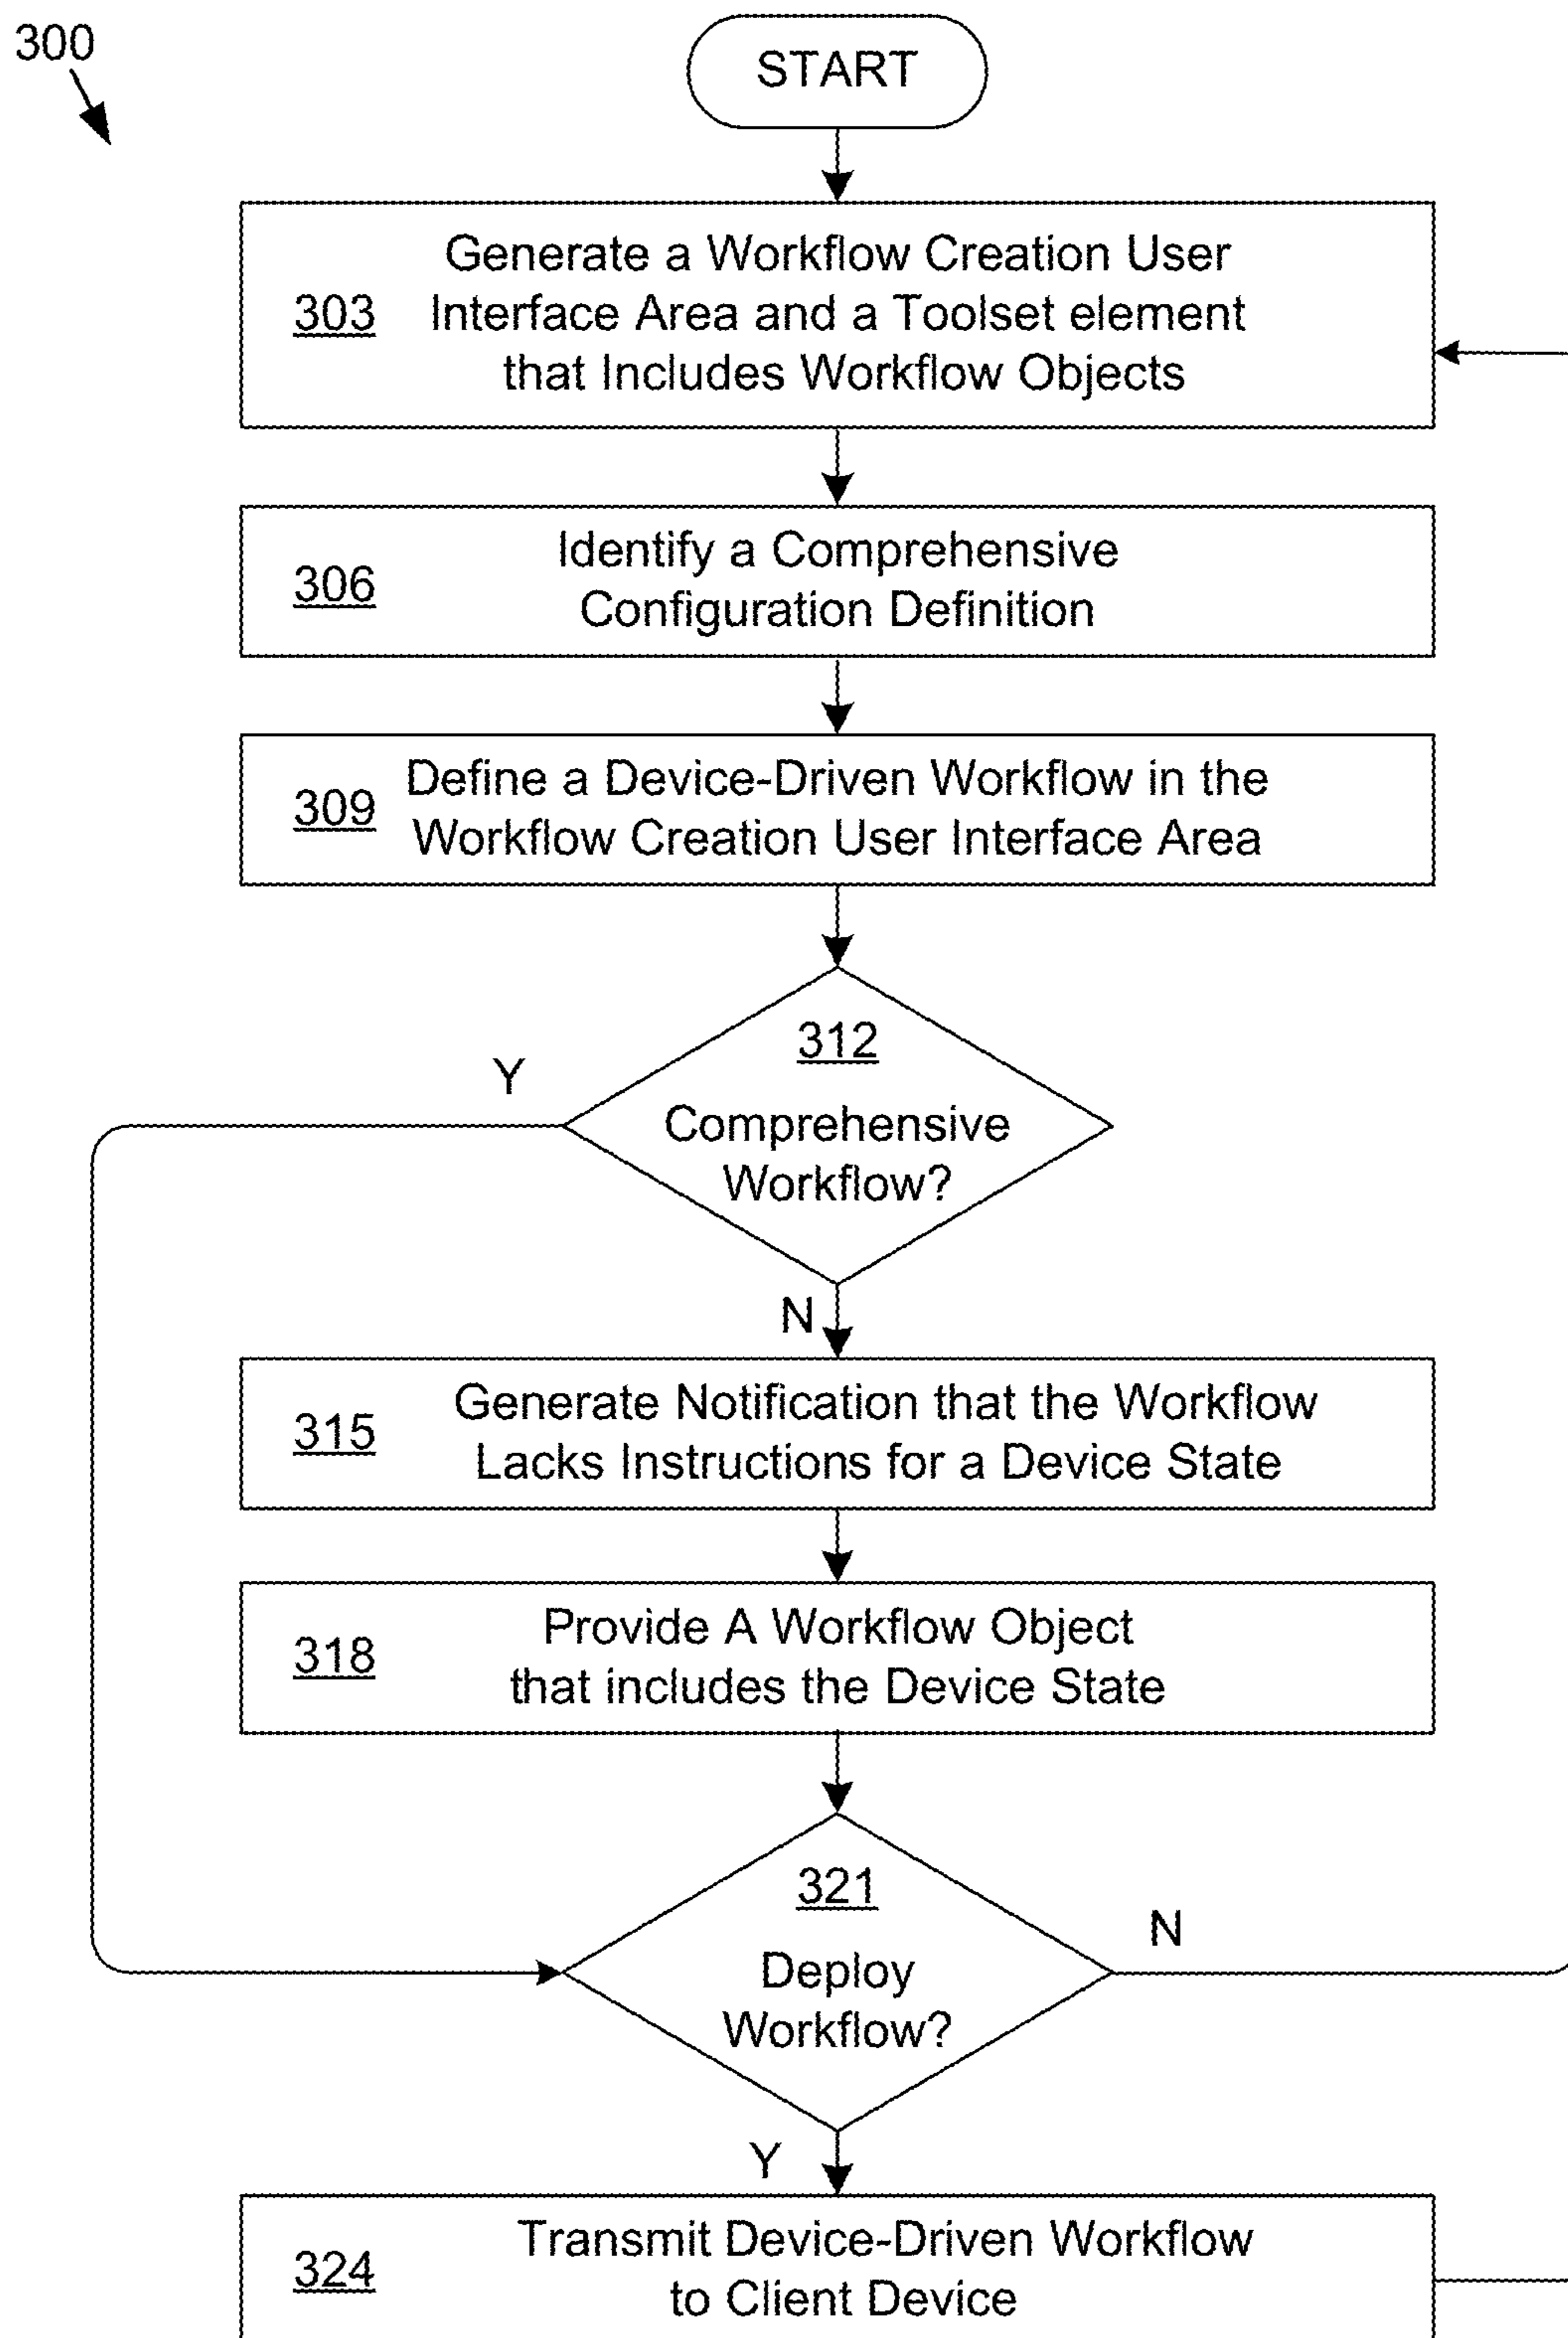 300
START
303
Generate a Workflow Creation User
Interface Area and a Toolset element
that Includes Workflow Objects
306
Identify a Comprehensive
Configuration Definition
309
Define a Device-Driven Workflow in the
Workflow Creation User Interface Area
312
Comprehensive
Workflow?
Y
N
315
Generate Notification that the Workflow
Lacks Instructions for a Device State
318
Provide A Workflow Object
that includes the Device State
321
Deploy
Workflow?
N
Y
324
Transmit Device-Driven Workflow
to Client Device